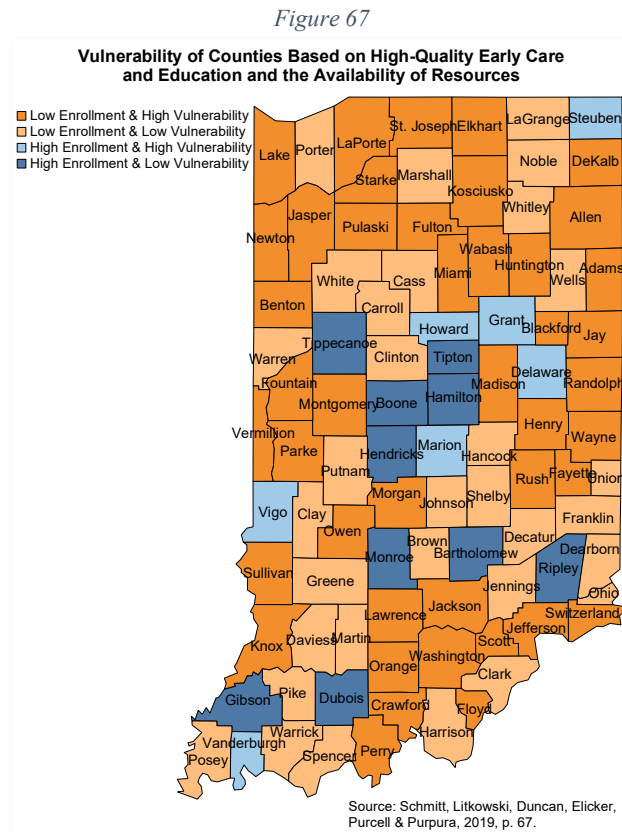 Figure 67
Vulnerability of Counties Based on High-Quality Early Care
and Education and the Availability of Resources
Low Enrollment & High Vulnerability
Low Enrollment & Low Vulnerability
High Enrollment & High Vulnerability
High Enrollment & Low Vulnerability
Lake
Porter
LaPorte
St. Joseph
Elkhart
LaGrange
Steuben
Noble
DeKalb
Starke
Marshall
Kosciusko
Whitley
Allen
Newton
Jasper
Pulaski
Fulton
Wabash
Huntington
Wells
Adams
White
Cass
Miami
Benton
Carroll
Howard
Grant
Blackford
Jay
Tippecanoe
Warren
Clinton
Tipton
Delaware
Randolph
Fountain
Montgomery
Boone
Hamilton
Madison
Henry
Wayne
Vermillion
Parke
Putnam
Hendricks
Marion
Hancock
Rush
Fayette
Union
Vigo
Clay
Morgan
Johnson
Shelby
Franklin
Owen
Monroe
Brown
Bartholomew
Decatur
Dearborn
Ripley
Sullivan
Greene
Jennings
Ohio
Lawrence
Jackson
Switzerland
Jefferson
Knox
Daviess
Martin
Orange
Washington
Scott
Clark
Gibson
Pike
Dubois
Crawford
Floyd
Harrison
Posey
Vanderburgh
Warrick
Spencer
Perry
Source: Schmitt, Litkowski, Duncan, Elicker,
Purcell & Purpura, 2019, p. 67.